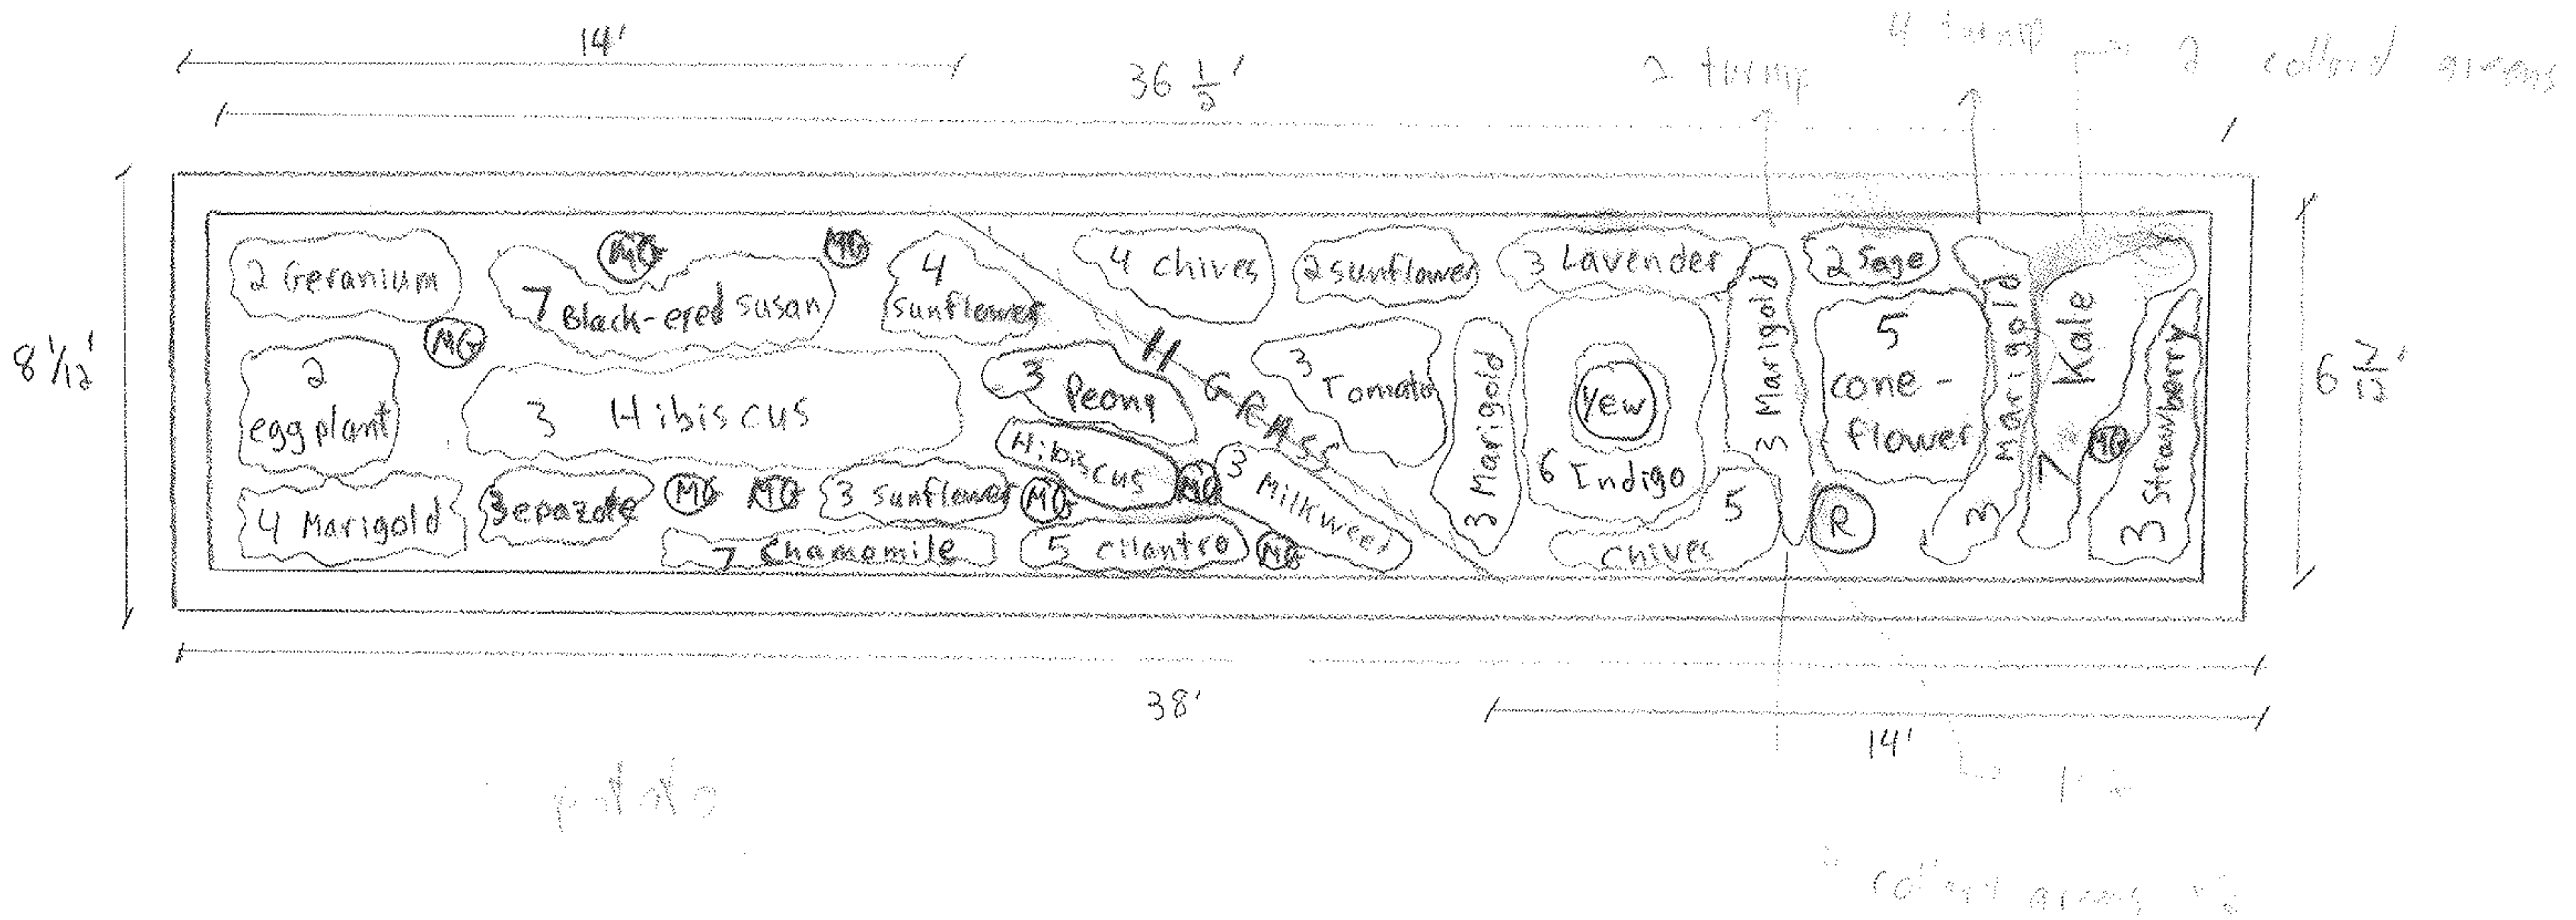 14'
36 1/2'
2 turnip
4 turnip
2 collard greens
8 1/12'
6 2/12'
2 Geranium
MG
7 Black-eyed susan
MG
4 sunflower
4 chives
2 sunflower
3 Lavender
3 Marigold
2 Sage
3 Marigold
7 Kale
3 Strawberry
MG
2 eggplant
MG
3 Hibiscus
3 Peony
Hibiscus
GRASS
3 Tomato
3 Marigold
Yew
6 Indigo
5 cone-flower
4 Marigold
3 epazote
MG
MG
3 sunflower
MG
MG
3 Milkweed
7 Chamomile
5 cilantro
MG
5 chives
R
38'
14'
potato